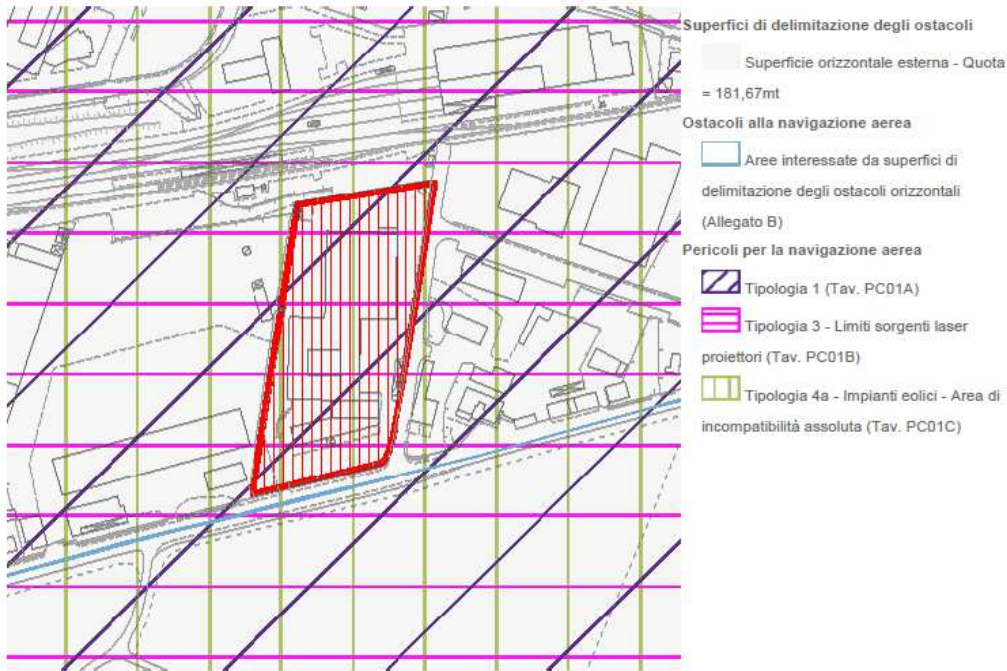 Superfici di delimitazione degli ostacoli
Superficie orizzontale esterna - Quota
= 181,67mt
Ostacoli alla navigazione aerea
Aree interessate da superfici di
delimitazione degli ostacoli orizzontali
(Allegato B)
Pericoli per la navigazione aerea
Tipologia 1 (Tav. PC01A)
Tipologia 3 - Limiti sorgenti laser
proiettori (Tav. PC01B)
Tipologia 4a - Impianti eolici - Area di
incompatibilità assoluta (Tav. PC01C)